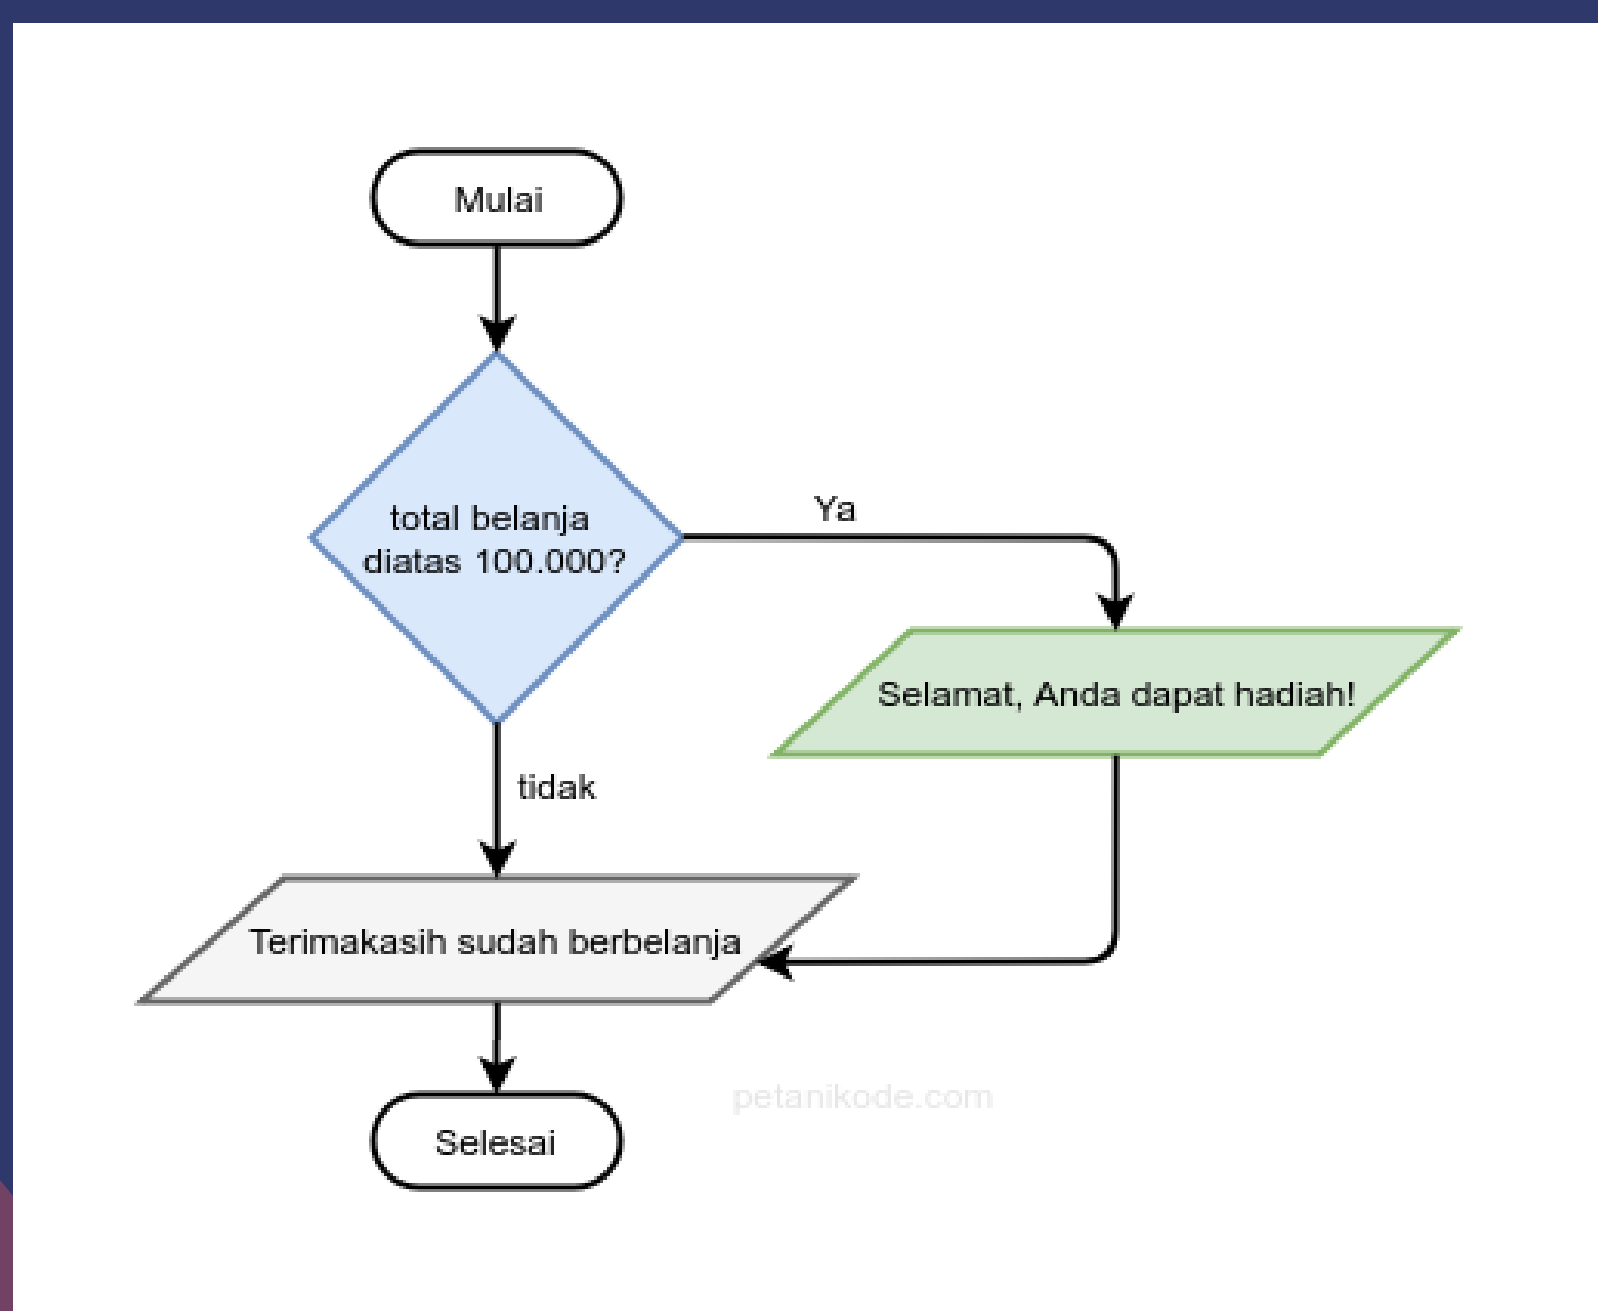 Mulai
total belanja
diatas 100.000?
Ya
Selamat, Anda dapat hadiah!
tidak
Terimakasih sudah berbelanja
petanikode.com
Selesai